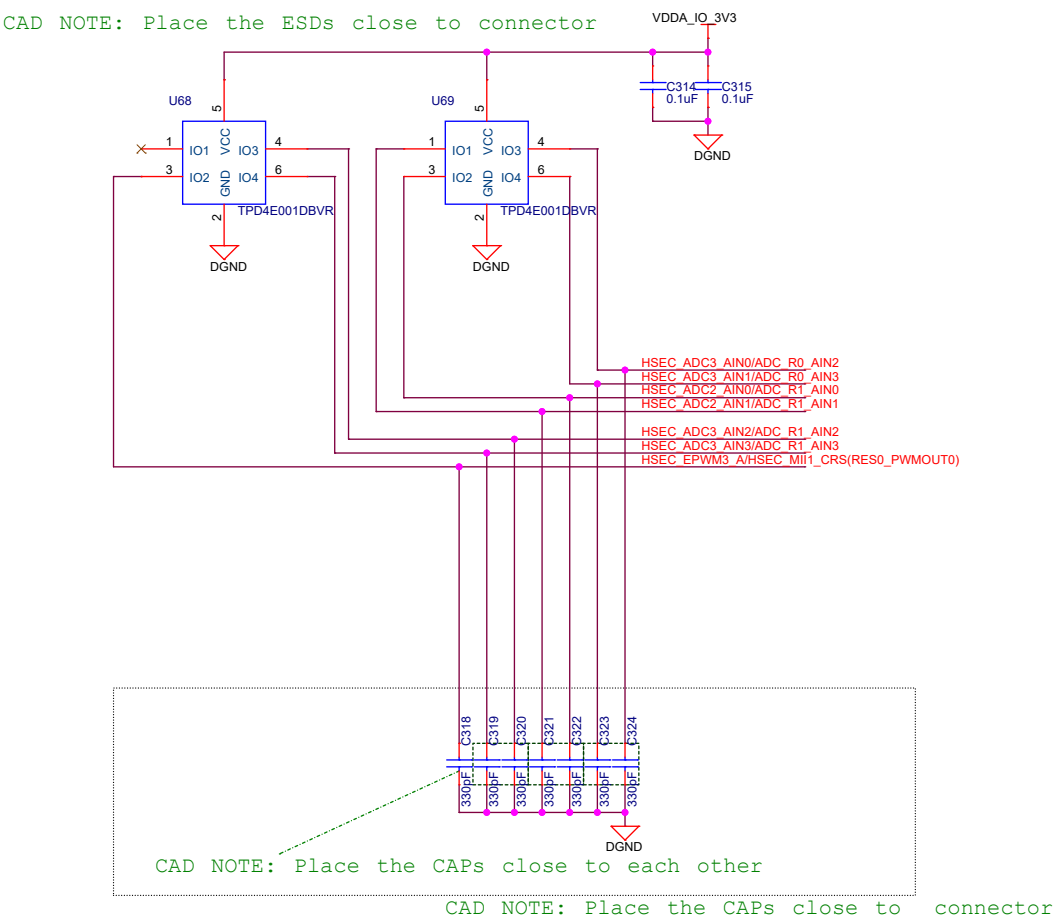 CAD NOTE: Place the ESDs close to connector
VDDA_IO_3V3
C314
0.1uF
C315
0.1uF
DGND
U68
5
1
IO1
VCC
IO3
4
3
IO2
GND
IO4
6
2
TPD4E001DBVR
DGND
U69
5
1
IO1
VCC
IO3
4
3
IO2
GND
IO4
6
2
TPD4E001DBVR
DGND
HSEC_ADC3_AIN0/ADC_R0_AIN2
HSEC_ADC3_AIN1/ADC_R0_AIN3
HSEC_ADC2_AIN0/ADC_R1_AIN0
HSEC_ADC2_AIN1/ADC_R1_AIN1
HSEC_ADC3_AIN2/ADC_R1_AIN2
HSEC_ADC3_AIN3/ADC_R1_AIN3
HSEC_EPWM3_A/HSEC_MII1_CRS(RES0_PWMOUT0)
C318
C319
C320
C321
C322
C323
C324
330pF
330pF
330pF
330pF
330pF
330pF
330pF
DGND
CAD NOTE: Place the CAPs close to each other
CAD NOTE: Place the CAPs close to connector